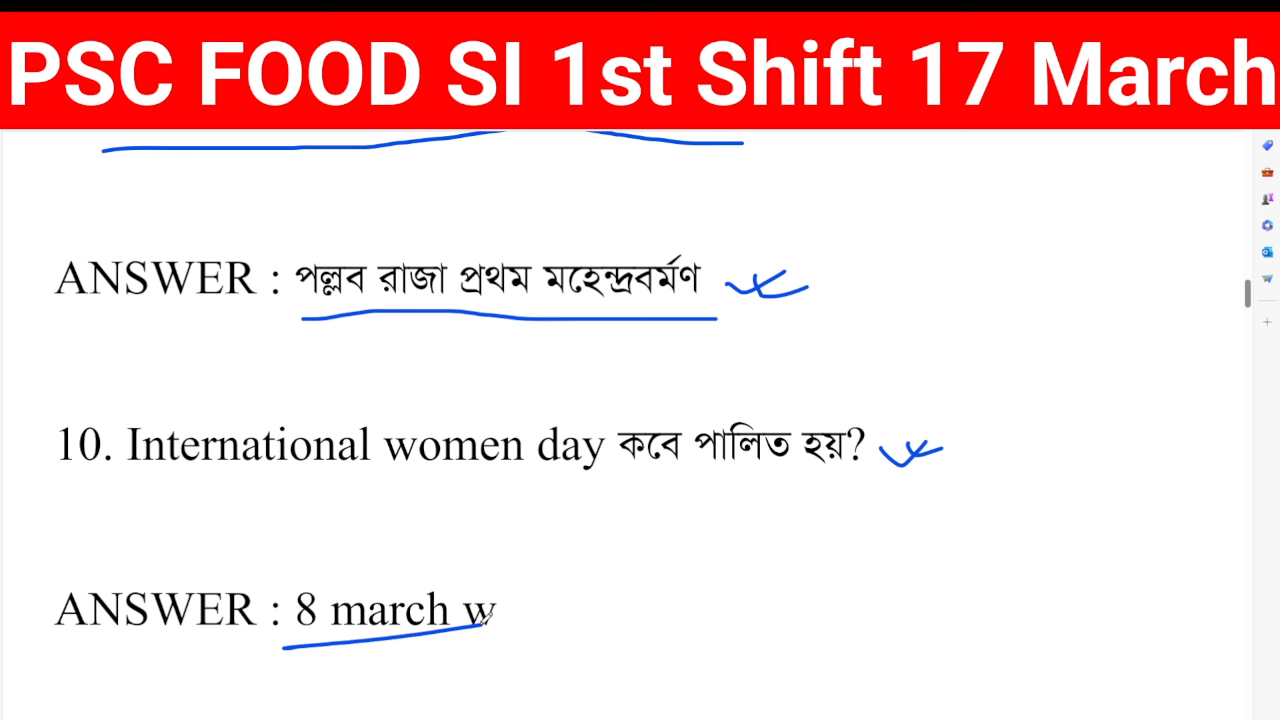 PSC FOOD SI 1st Shift 17 March
ANSWER : পল্লব রাজা প্রথম মহেন্দ্রবর্মণ
10. International women day কবে পালিত হয়?
ANSWER : 8 march w